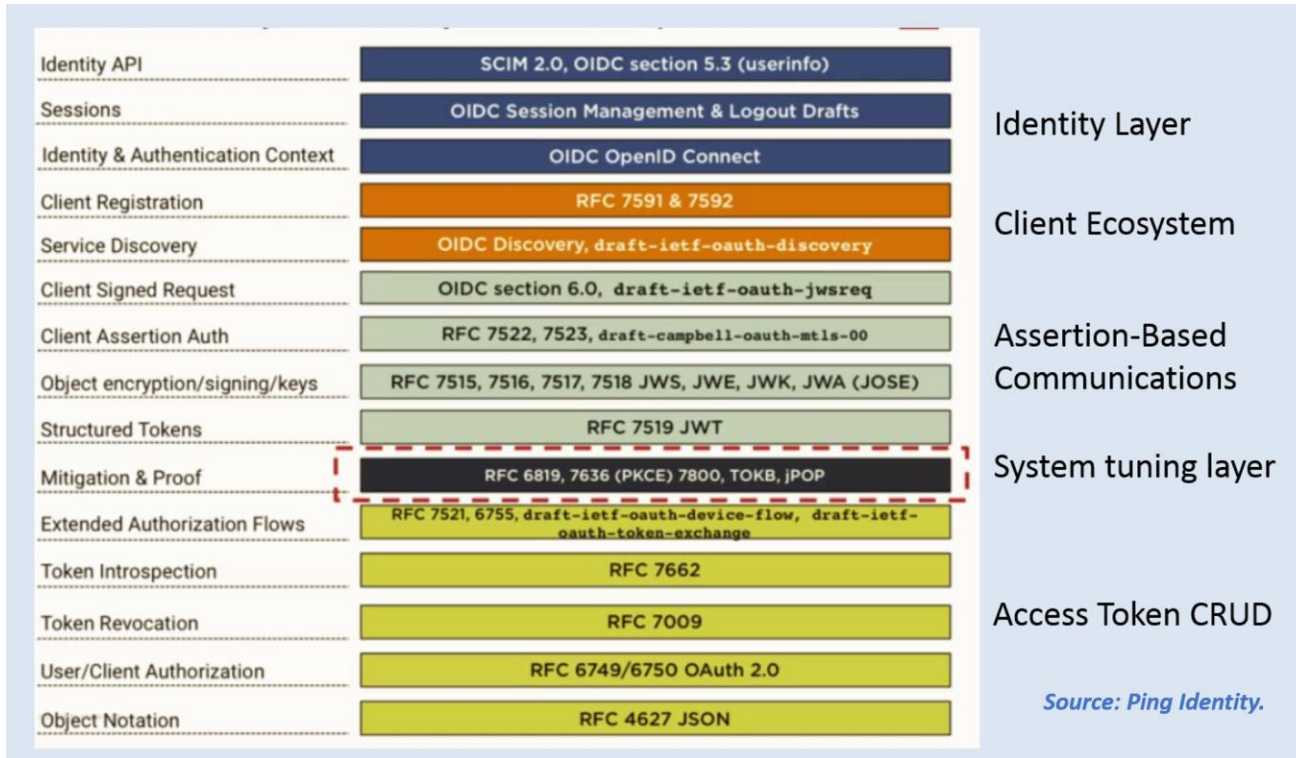 Identity API
SCIM 2.0, OIDC section 5.3 (userinfo)
Sessions
OIDC Session Management & Logout Drafts
Identity & Authentication Context
OIDC OpenID Connect
Identity Layer
Client Registration
RFC 7591 & 7592
Service Discovery
OIDC Discovery, draft-ietf-oauth-discovery
Client Ecosystem
Client Signed Request
OIDC section 6.0, draft-ietf-oauth-jwsreq
Client Assertion Auth
RFC 7522, 7523, draft-campbell-oauth-mtls-00
Object encryption/signing/keys
RFC 7515, 7516, 7517, 7518 JWS, JWE, JWK, JWA (JOSE)
Structured Tokens
RFC 7519 JWT
Assertion-Based
Communications
Mitigation & Proof
RFC 6819, 7636 (PKCE) 7800, TOKB, jPOP
System tuning layer
Extended Authorization Flows
RFC 7521, 6755, draft-ietf-oauth-device-flow, draft-ietf-
oauth-token-exchange
Token Introspection
RFC 7662
Token Revocation
RFC 7009
User/Client Authorization
RFC 6749/6750 OAuth 2.0
Object Notation
RFC 4627 JSON
Access Token CRUD
Source: Ping Identity.